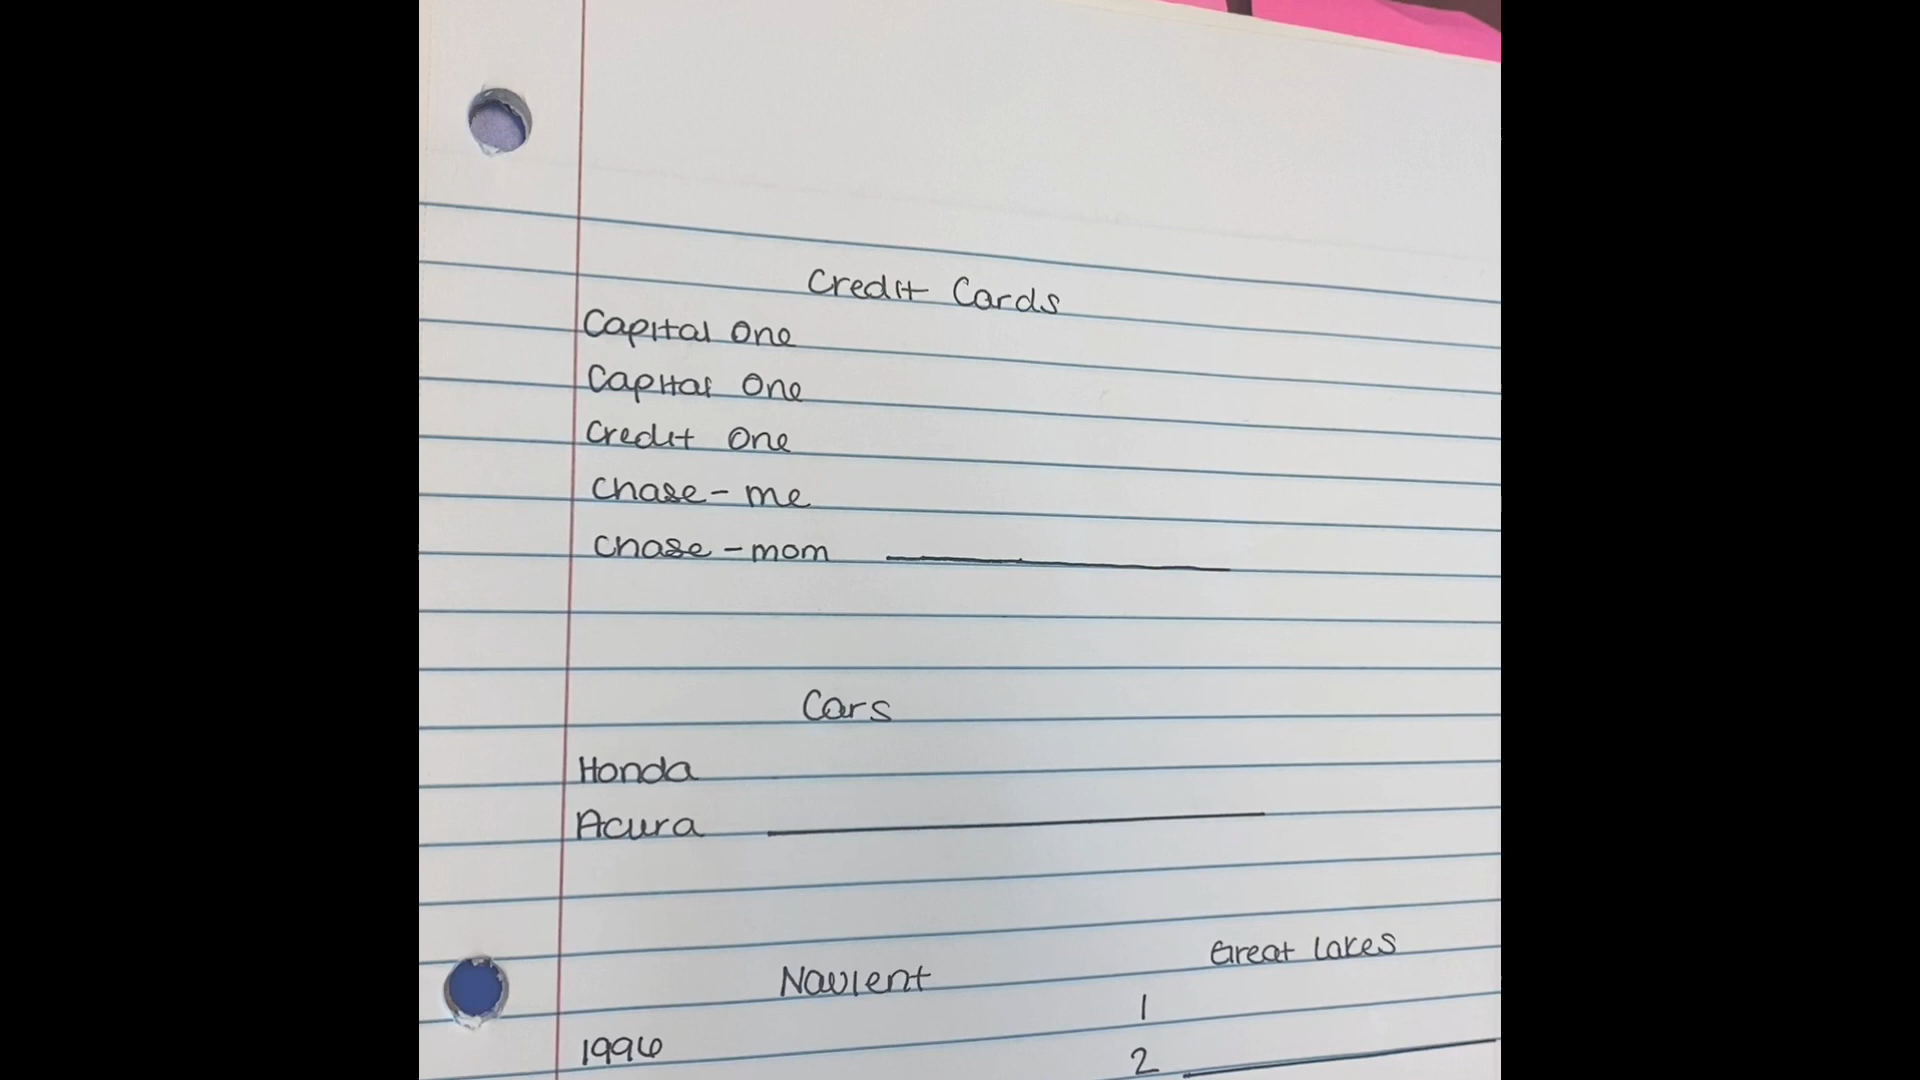 Credit Cards
Capital One
Capital One
Credit One
Chase - me
Chase - mom
Cars
Honda
Acura
Navient
Great Lakes
1996
1
2